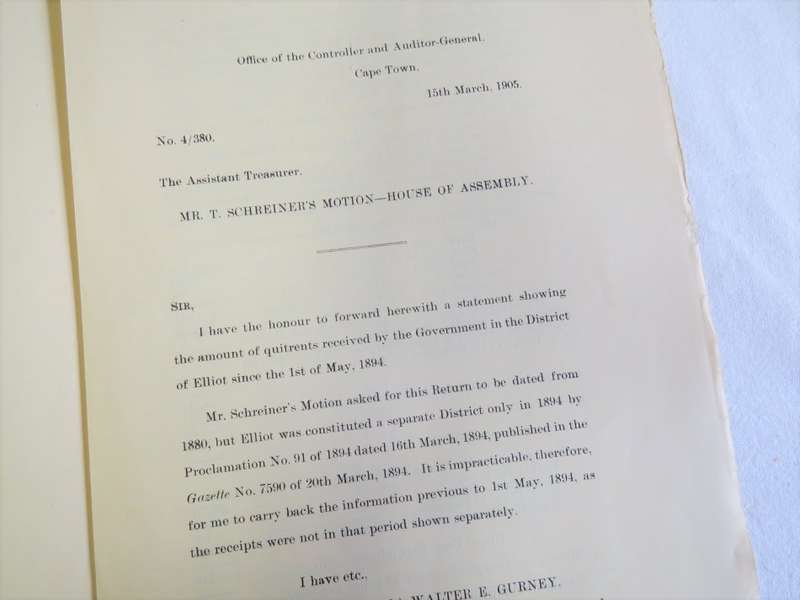 Office of the Controller and Auditor-General.
Cape Town.
15th March, 1905.
No. 4/380.
The Assistant Treasurer.
MR. T. SCHREINER'S MOTION—HOUSE OF ASSEMBLY.
SIR,
I have the honour to forward herewith a statement showing
the amount of quitrents received by the Government in the District
of Elliot since the 1st of May, 1894.
Mr. Schreiner's Motion asked for this Return to be dated from
1880, but Elliot was constituted a separate District only in 1894 by
Proclamation No. 91 of 1894 dated 16th March, 1894, published in the
Gazette No. 7590 of 20th March, 1894. It is impracticable, therefore,
for me to carry back the information previous to 1st May, 1894, as
the receipts were not in that period shown separately.
I have etc.,
WALTER E. GURNEY.